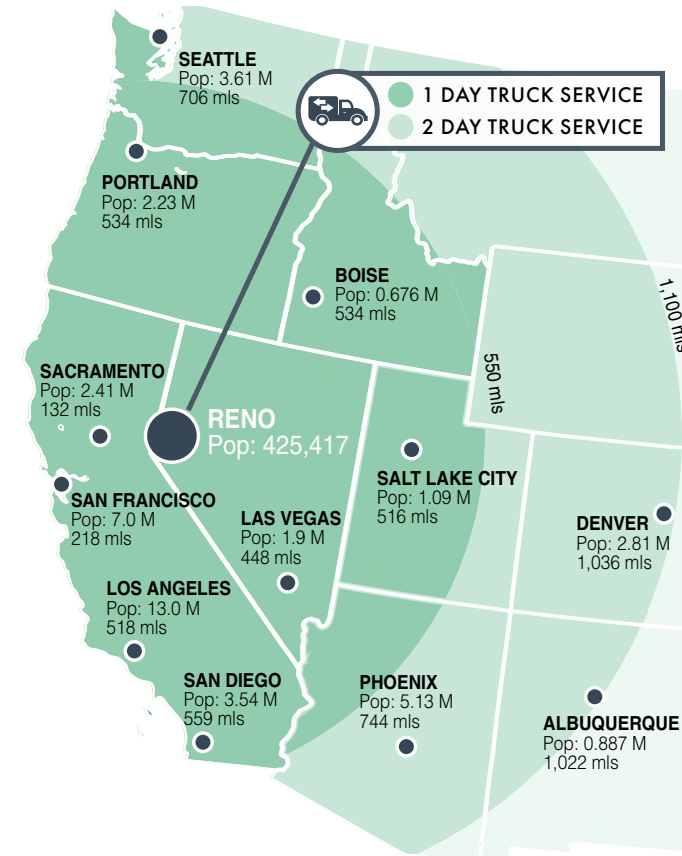 SEATTLE
Pop: 3.61 M
706 mls
1 DAY TRUCK SERVICE
2 DAY TRUCK SERVICE
PORTLAND
Pop: 2.23 M
534 mls
BOISE
Pop: 0.676 M
534 mls
1,100 mls
550 mls
SACRAMENTO
Pop: 2.41 M
132 mls
RENO
Pop: 425,417
SALT LAKE CITY
Pop: 1.09 M
516 mls
SAN FRANCISCO
Pop: 7.0 M
218 mls
LAS VEGAS
Pop: 1.9 M
448 mls
DENVER
Pop: 2.81 M
1,036 mls
LOS ANGELES
Pop: 13.0 M
518 mls
SAN DIEGO
Pop: 3.54 M
559 mls
PHOENIX
Pop: 5.13 M
744 mls
ALBUQUERQUE
Pop: 0.887 M
1,022 mls